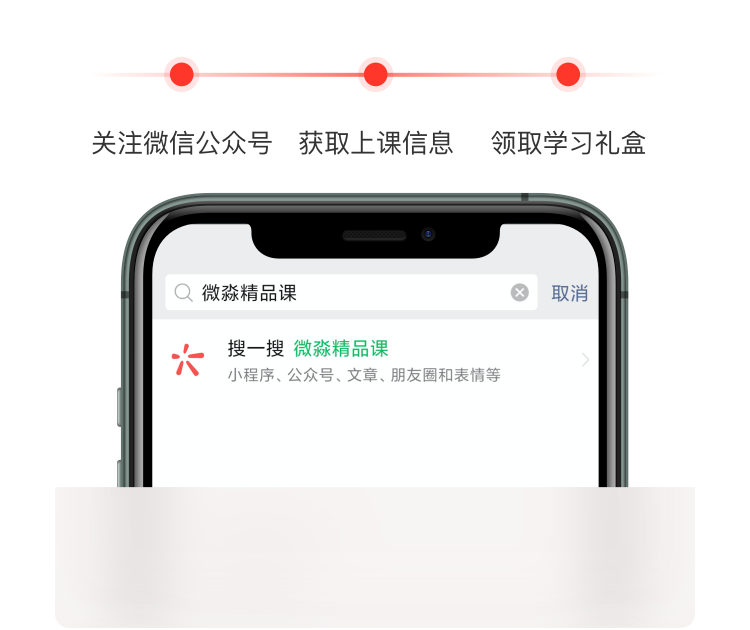 关注微信公众号 获取上课信息 领取学习礼盒
微淼精品课 取消
搜一搜 微淼精品课
小程序、公众号、文章、朋友圈和表情等